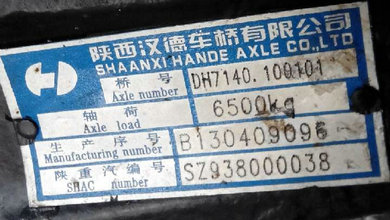 陕西汉德车桥有限公司
SHAANXI HANDE AXLE CO.,LTD
桥号 DH7140.100101
Axle number
轴荷 6500kg
Axle load
生产序号 B130409096
Manufacturing number
陕重汽编号 SZ938000038
SHAC number